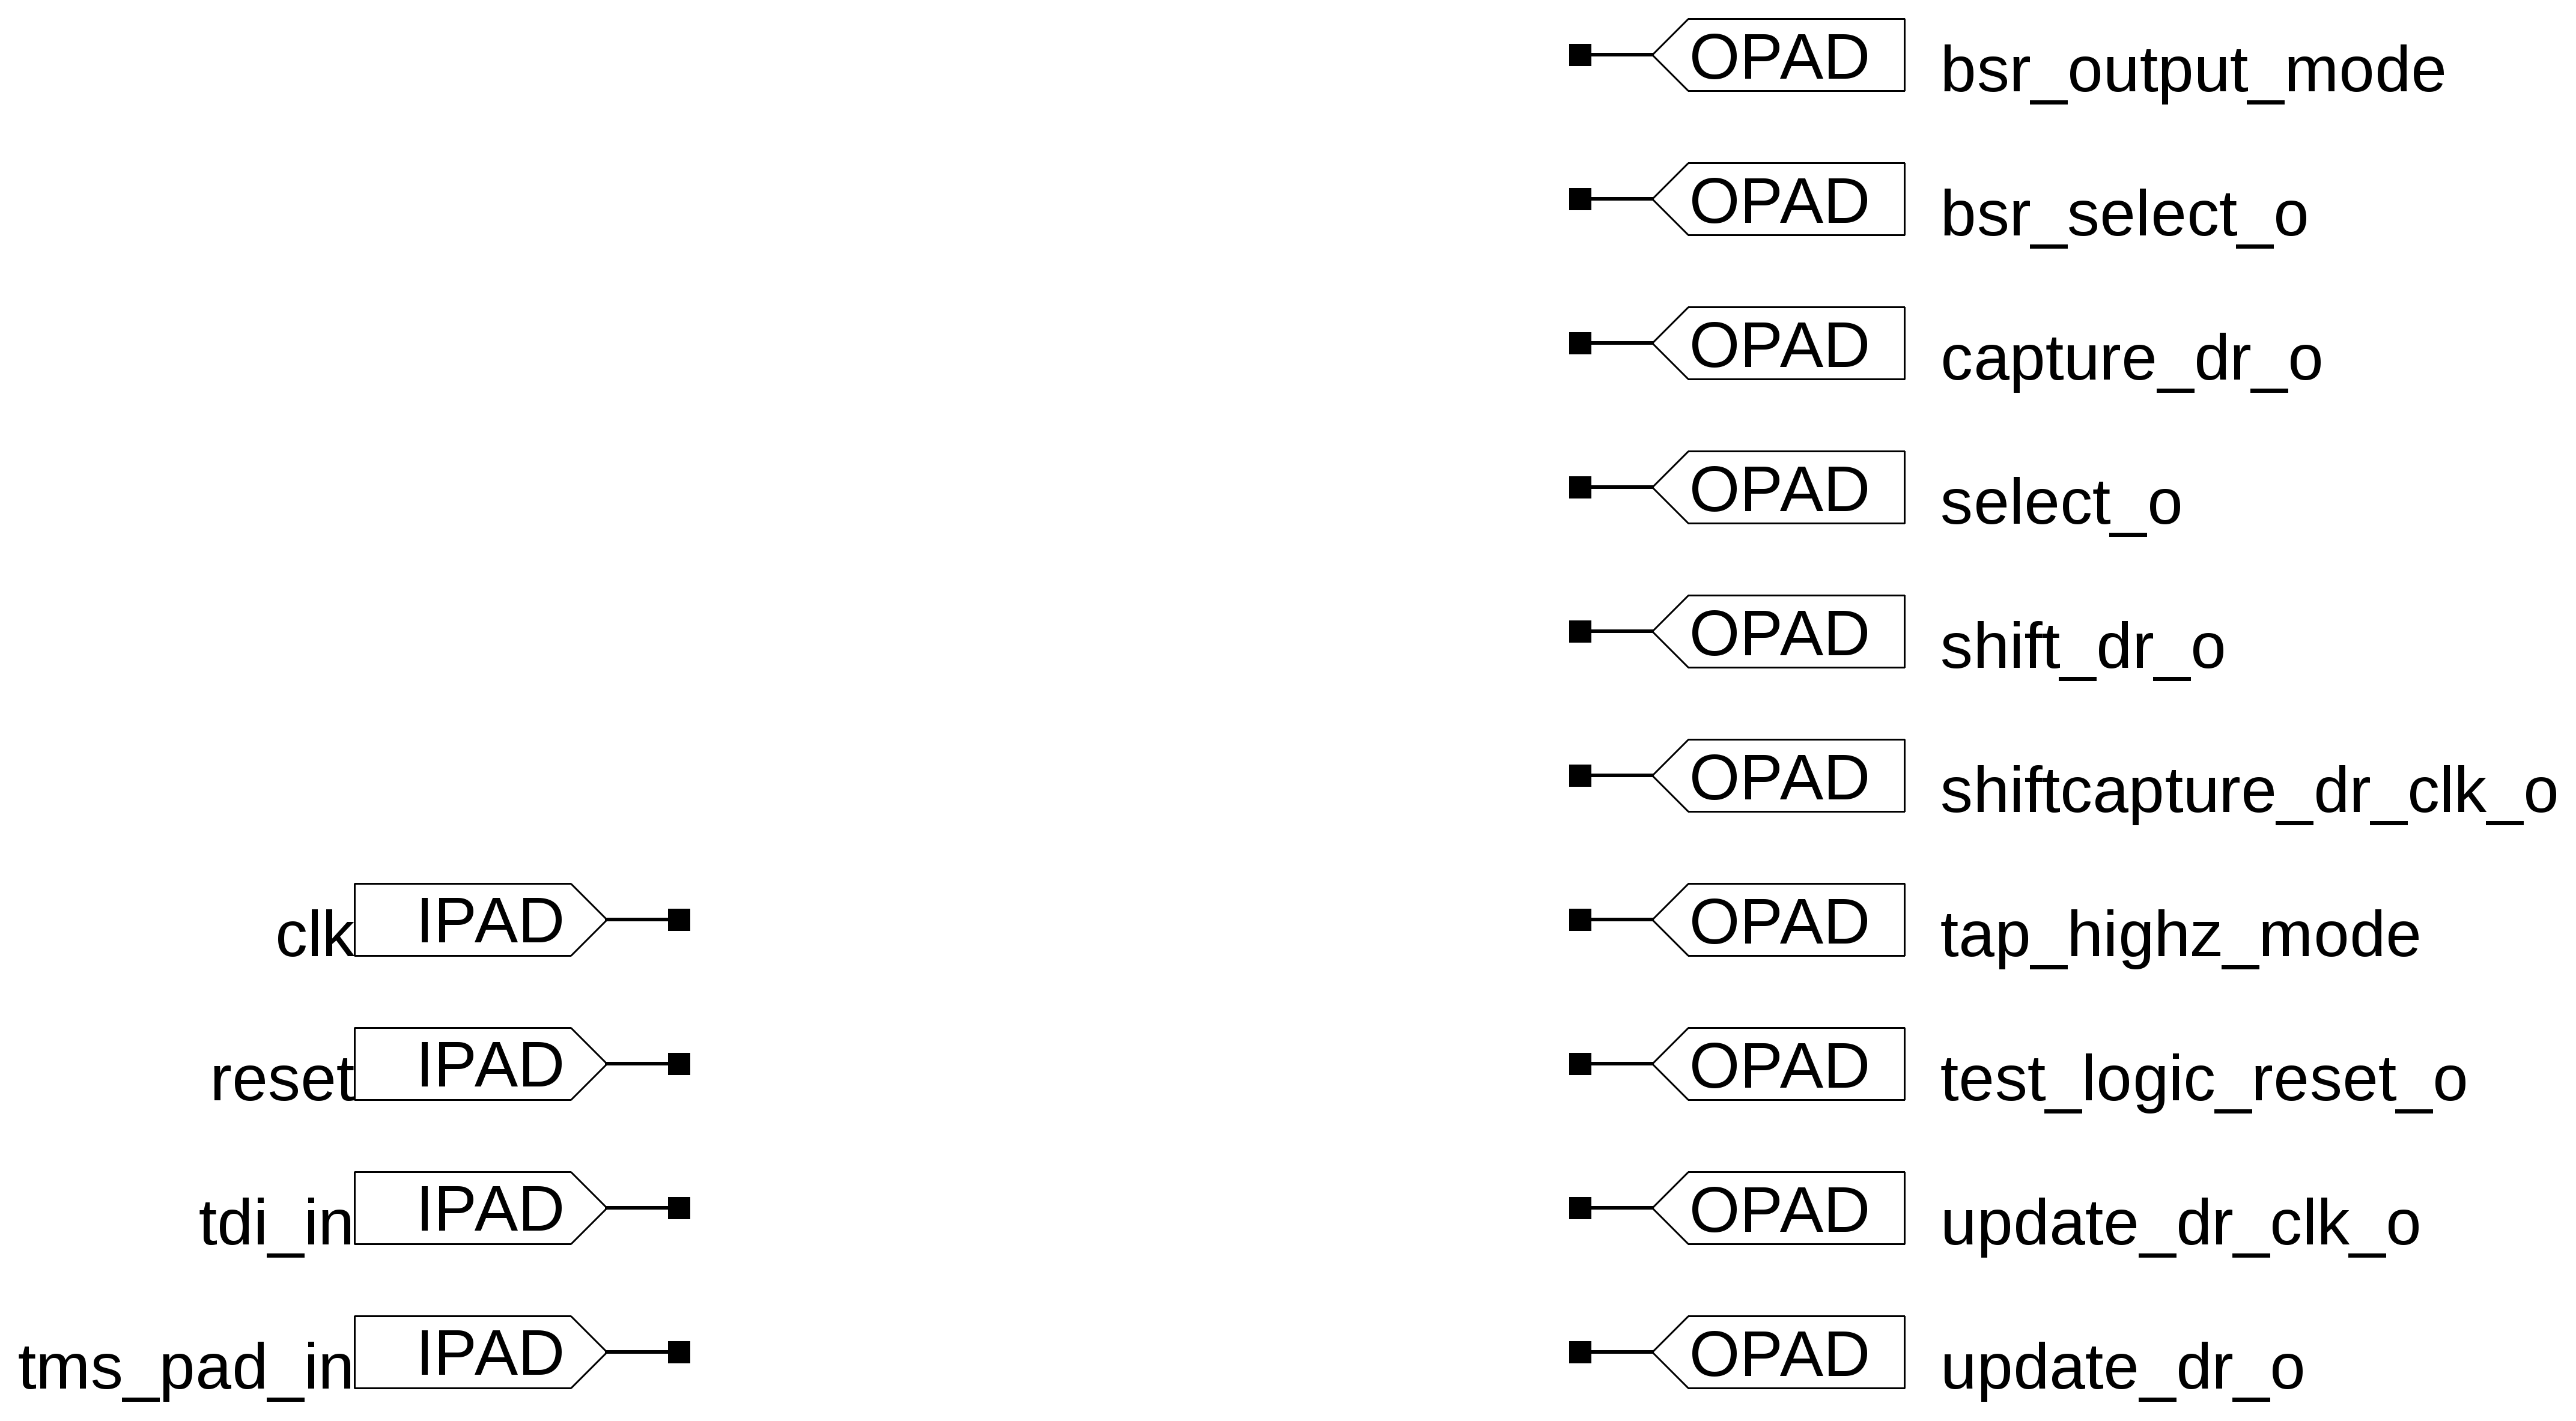 OPAD bsr_output_mode
OPAD bsr_select_o
OPAD capture_dr_o
OPAD select_o
OPAD shift_dr_o
OPAD shiftcapture_dr_clk_o
clk IPAD OPAD tap_highz_mode
reset IPAD OPAD test_logic_reset_o
tdi_in IPAD OPAD update_dr_clk_o
tms_pad_in IPAD OPAD update_dr_o